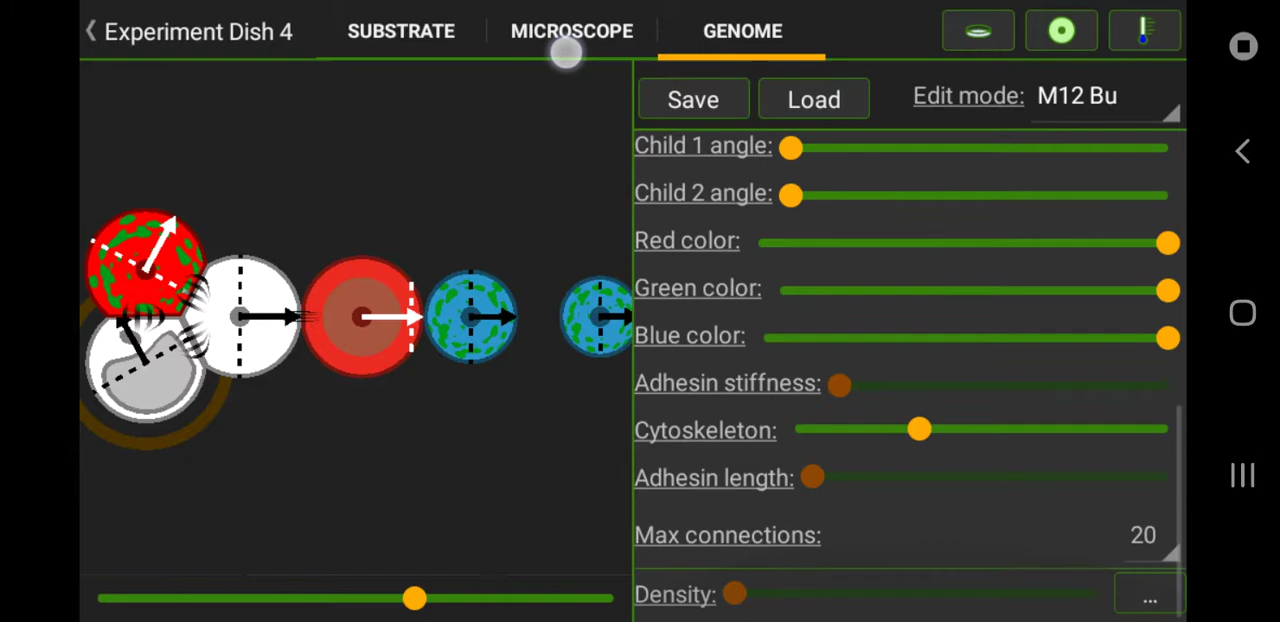 Experiment Dish 4
SUBSTRATE
MICROSCOPE
GENOME
Save
Load
Edit mode:
M12 Bu
Child 1 angle:
Child 2 angle:
Red color:
Green color:
Blue color:
Adhesin stiffness:
Cytoskeleton:
Adhesin length:
Max connections:
20
Density:
...